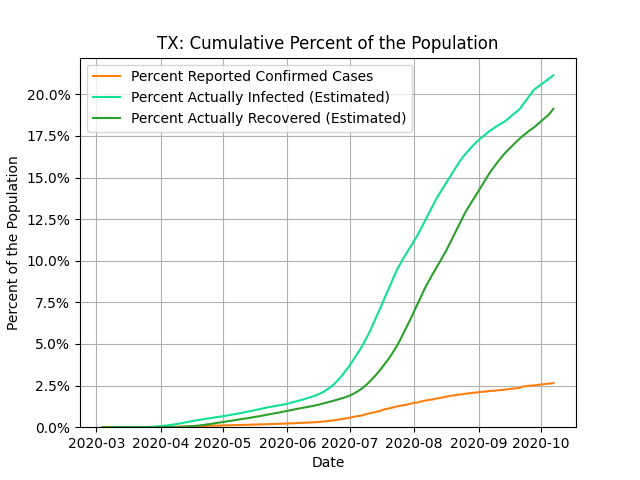 TX: Cumulative Percent of the Population
Percent Reported Confirmed Cases
Percent Actually Infected (Estimated)
Percent Actually Recovered (Estimated)
Percent of the Population
20.0%
17.5%
15.0%
12.5%
10.0%
7.5%
5.0%
2.5%
0.0%
2020-03 2020-04 2020-05 2020-06 2020-07 2020-08 2020-09 2020-10
Date